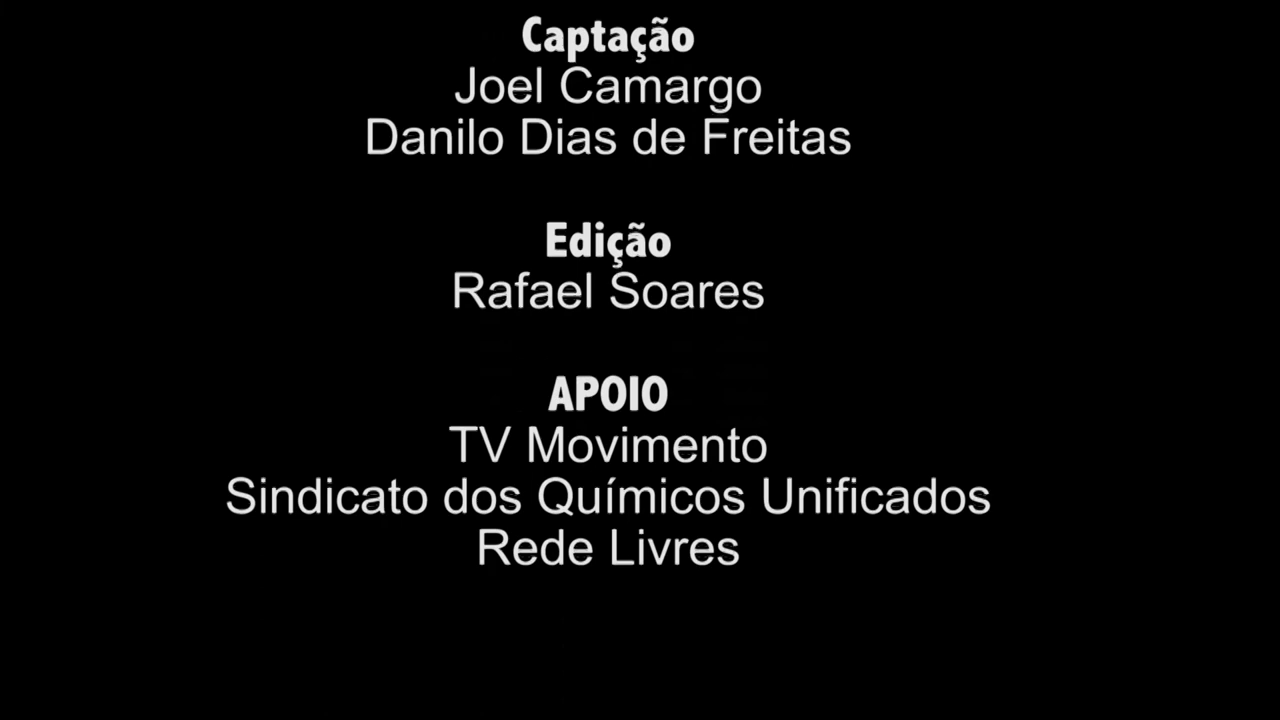 Captação
Joel Camargo
Danilo Dias de Freitas
Edição
Rafael Soares
APOIO
TV Movimento
Sindicato dos Químicos Unificados
Rede Livres